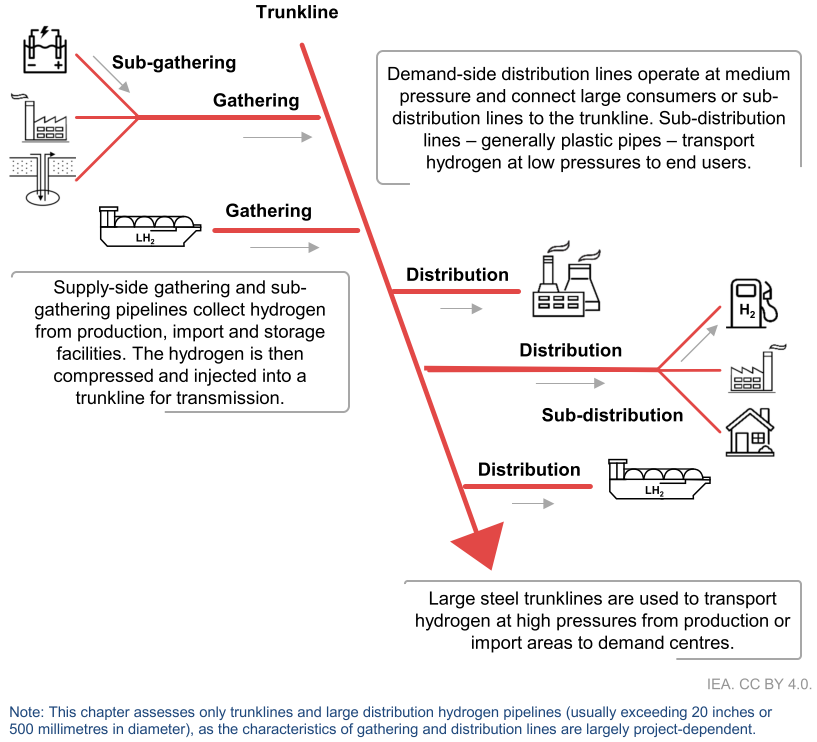 Trunkline
Sub-gathering
Gathering
Demand-side distribution lines operate at medium
pressure and connect large consumers or sub-
distribution lines to the trunkline. Sub-distribution
lines – generally plastic pipes – transport
hydrogen at low pressures to end users.
Gathering
LH2
Supply-side gathering and sub-
gathering pipelines collect hydrogen
from production, import and storage
facilities. The hydrogen is then
compressed and injected into a
trunkline for transmission.
Distribution
H2
Distribution
Sub-distribution
Distribution
LH2
Large steel trunklines are used to transport
hydrogen at high pressures from production or
import areas to demand centres.
IEA. CC BY 4.0.
Note: This chapter assesses only trunklines and large distribution hydrogen pipelines (usually exceeding 20 inches or
500 millimetres in diameter), as the characteristics of gathering and distribution lines are largely project-dependent.